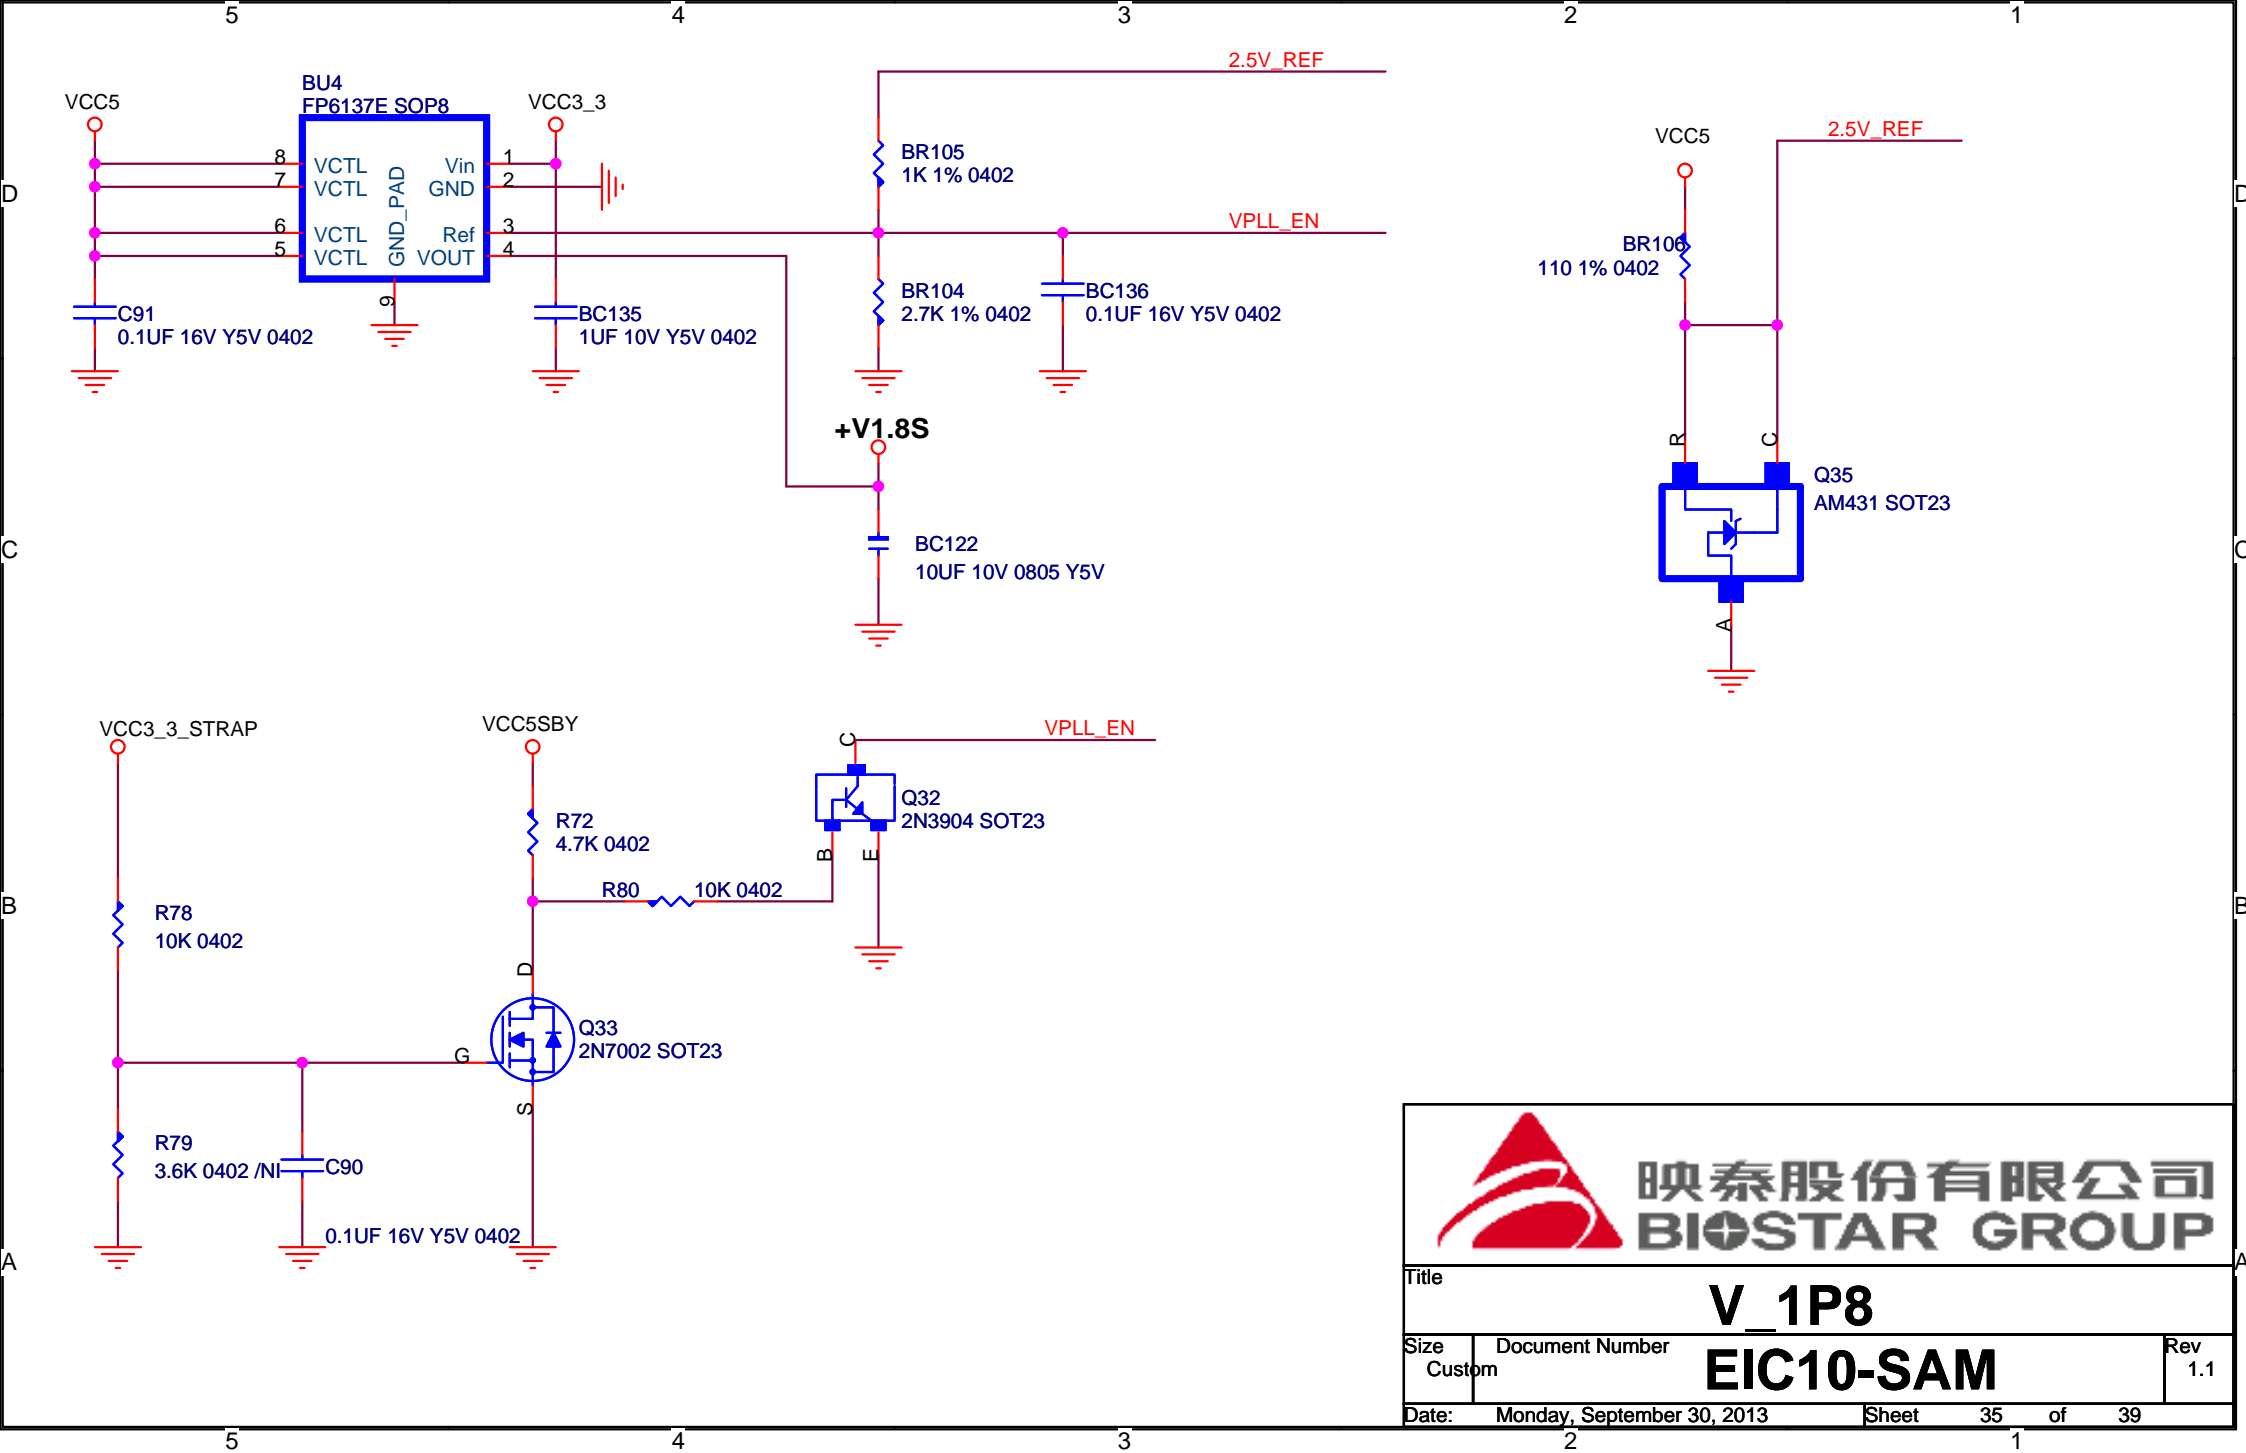 5 4 3 2 1
2.5V_REF
BU4
FP6137E SOP8
VCC5
VCC3_3
8 VCTL Vin 1
7 VCTL GND 2
6 VCTL Ref 3
5 VCTL VOUT 4
GND_PAD
9
C91
0.1UF 16V Y5V 0402
BC135
1UF 10V Y5V 0402
BR105
1K 1% 0402
VPLL_EN
BR104
2.7K 1% 0402
BC136
0.1UF 16V Y5V 0402
+V1.8S
BC122
10UF 10V 0805 Y5V
VCC5
2.5V_REF
BR106
110 1% 0402
R
C
Q35
AM431 SOT23
A
D
D
C
C
VCC3_3_STRAP
VCC5SBY
VPLL_EN
C
Q32
2N3904 SOT23
B
E
R72
4.7K 0402
R80 10K 0402
R78
10K 0402
D
G
S
Q33
2N7002 SOT23
R79
3.6K 0402 /NI
C90
0.1UF 16V Y5V 0402
B
B
A
A
映泰股份有限公司
BIOSTAR GROUP
Title
V_1P8
Size
Custom
Document Number
EIC10-SAM
Rev
1.1
Date: Monday, September 30, 2013
Sheet 35 of 39
5 4 3 2 1